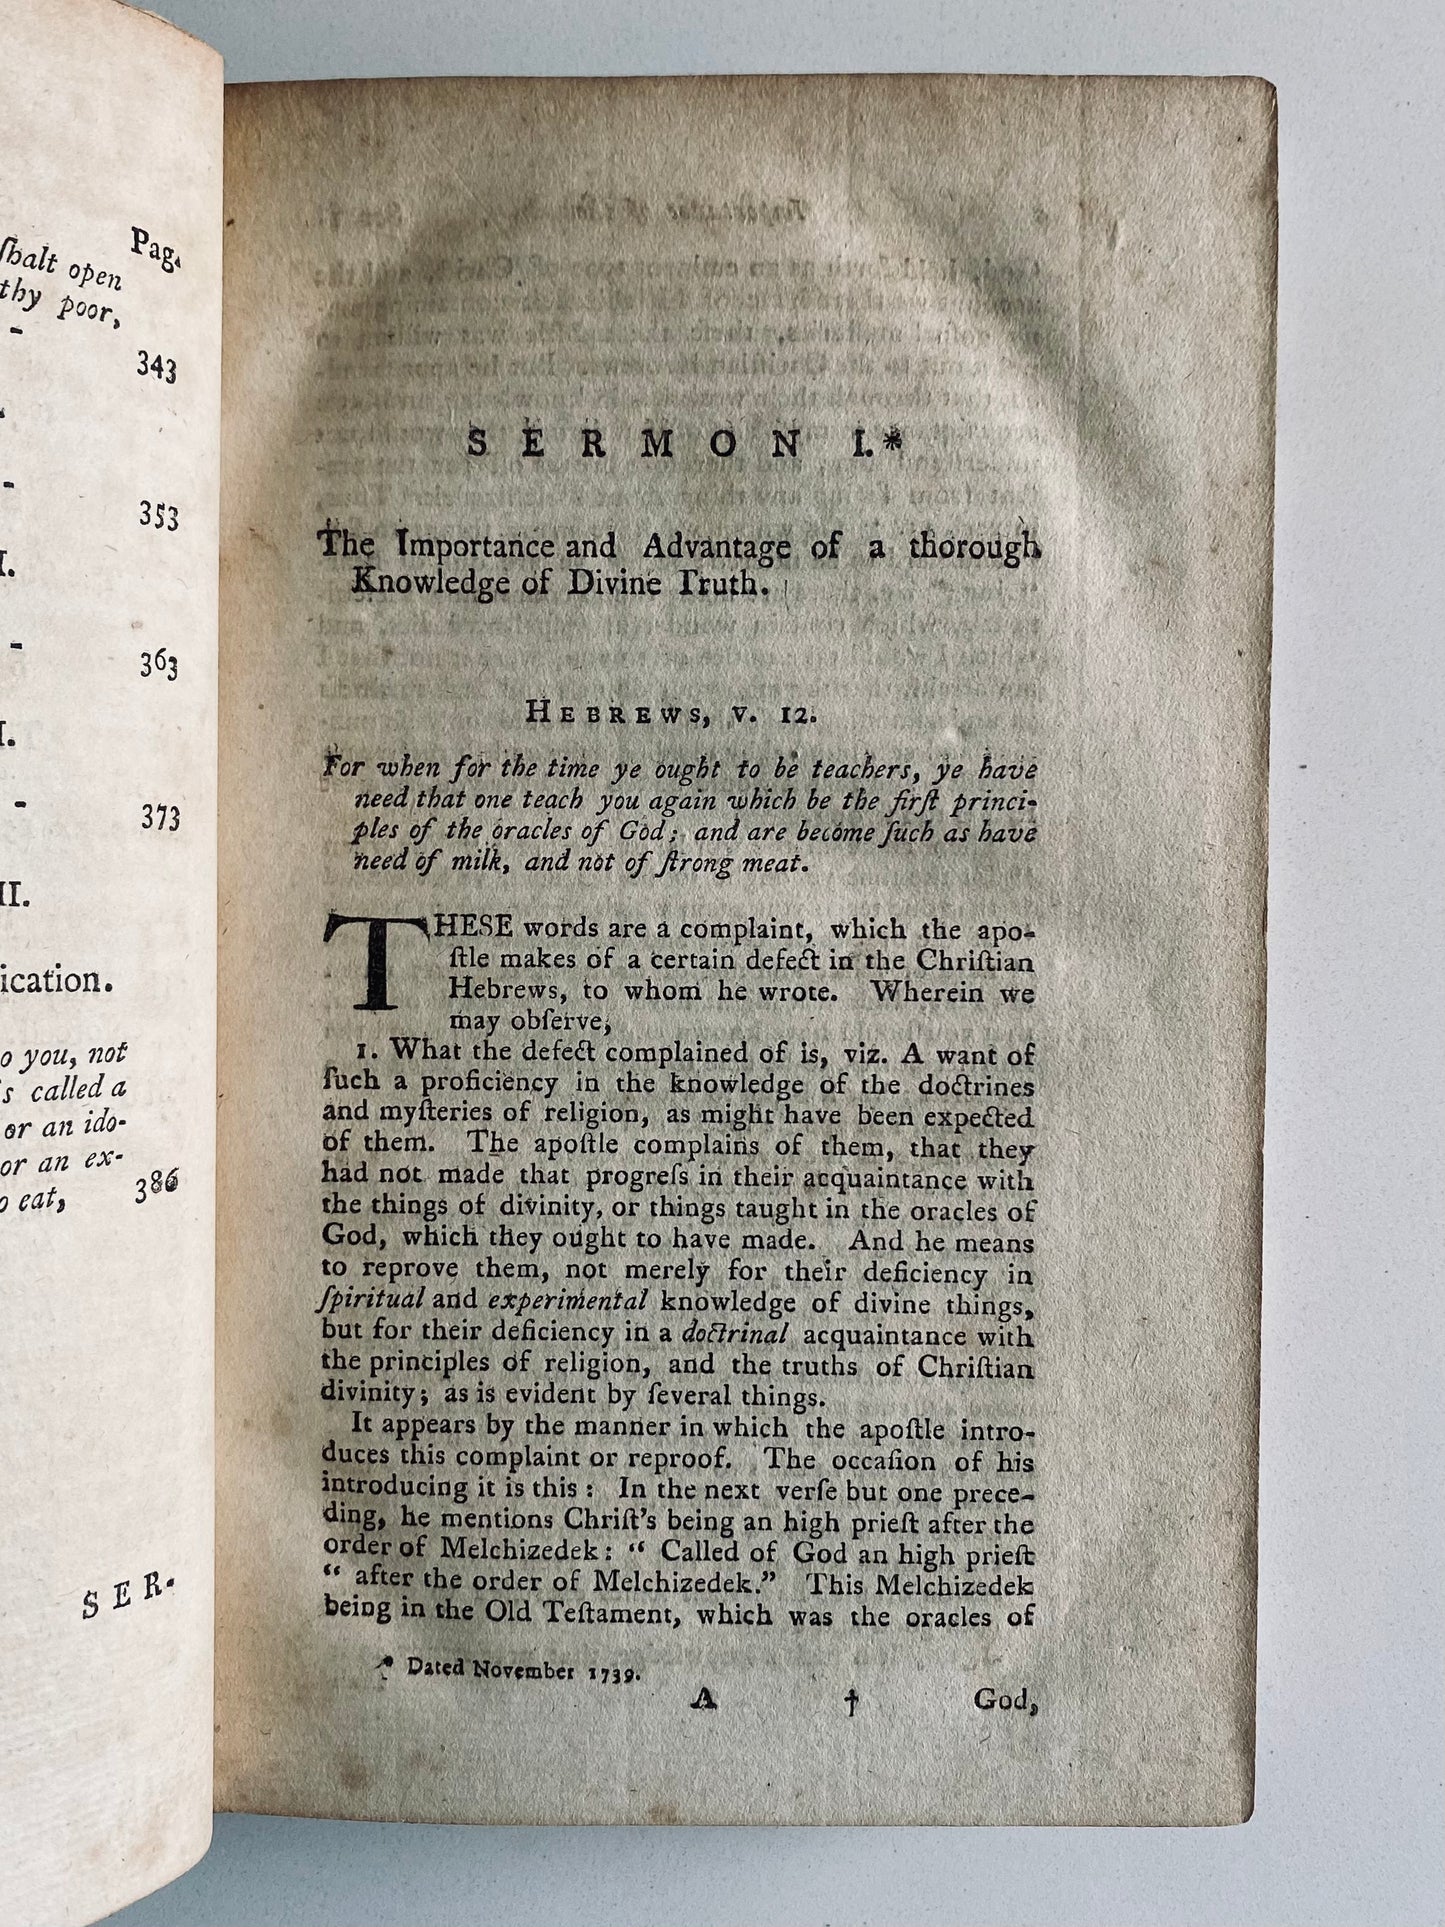 Pag.
ſhalt open
thy poor,
- 343
- 353
I.
- 363
I.
- 373
II.
ication.
o you, not
s called a
or an ido-
or an ex-
o eat, 386
SER-
SERMON I.*
The Importance and Advantage of a thorough
Knowledge of Divine Truth.
HEBREWS, V. 12.
For when for the time ye ought to be teachers, ye have
need that one teach you again which be the firſt princi-
ples of the oracles of God; and are become ſuch as have
need of milk, and not of ſtrong meat.
THESE words are a complaint, which the apo-
ſtle makes of a certain defect in the Chriſtian
Hebrews, to whom he wrote. Wherein we
may obſerve,
1. What the defect complained of is, viz. A want of
ſuch a proficiency in the knowledge of the doctrines
and myſteries of religion, as might have been expected
of them. The apoſtle complains of them, that they
had not made that progreſs in their acquaintance with
the things of divinity, or things taught in the oracles of
God, which they ought to have made. And he means
to reprove them, not merely for their deficiency in
ſpiritual and experimental knowledge of divine things,
but for their deficiency in a doctrinal acquaintance with
the principles of religion, and the truths of Chriſtian
divinity; as is evident by ſeveral things.
It appears by the manner in which the apoſtle intro-
duces this complaint or reproof. The occaſion of his
introducing it is this: In the next verſe but one prece-
ding, he mentions Chriſt's being an high prieſt after the
order of Melchizedek: “ Called of God an high prieſt
“ after the order of Melchizedek.” This Melchizedek
being in the Old Teſtament, which was the oracles of
* Dated November 1739.
A † God,